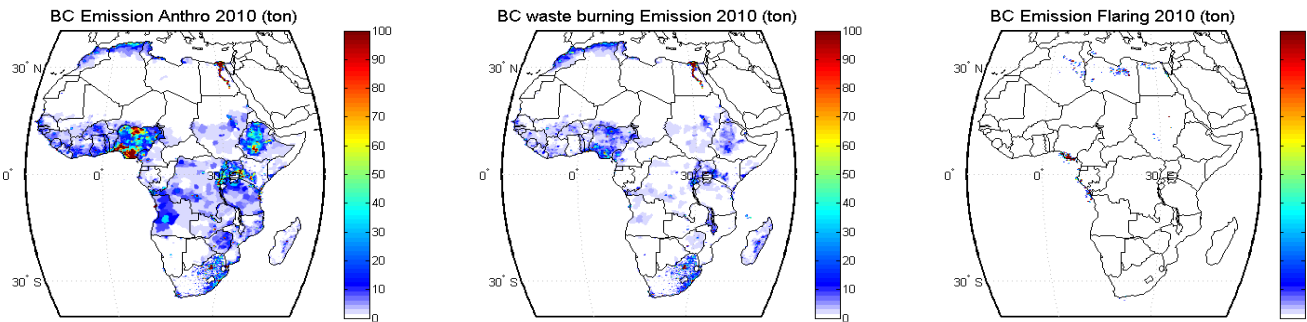 BC Emission Anthro 2010 (ton)
30° N
0°
0°
30° E
30° S
100
90
80
70
60
50
40
30
20
10
0
BC waste burning Emission 2010 (ton)
30° N
0°
0°
30° E
30° S
100
90
80
70
60
50
40
30
20
10
0
BC Emission Flaring 2010 (ton)
30° N
0°
0°
30° E
30° S